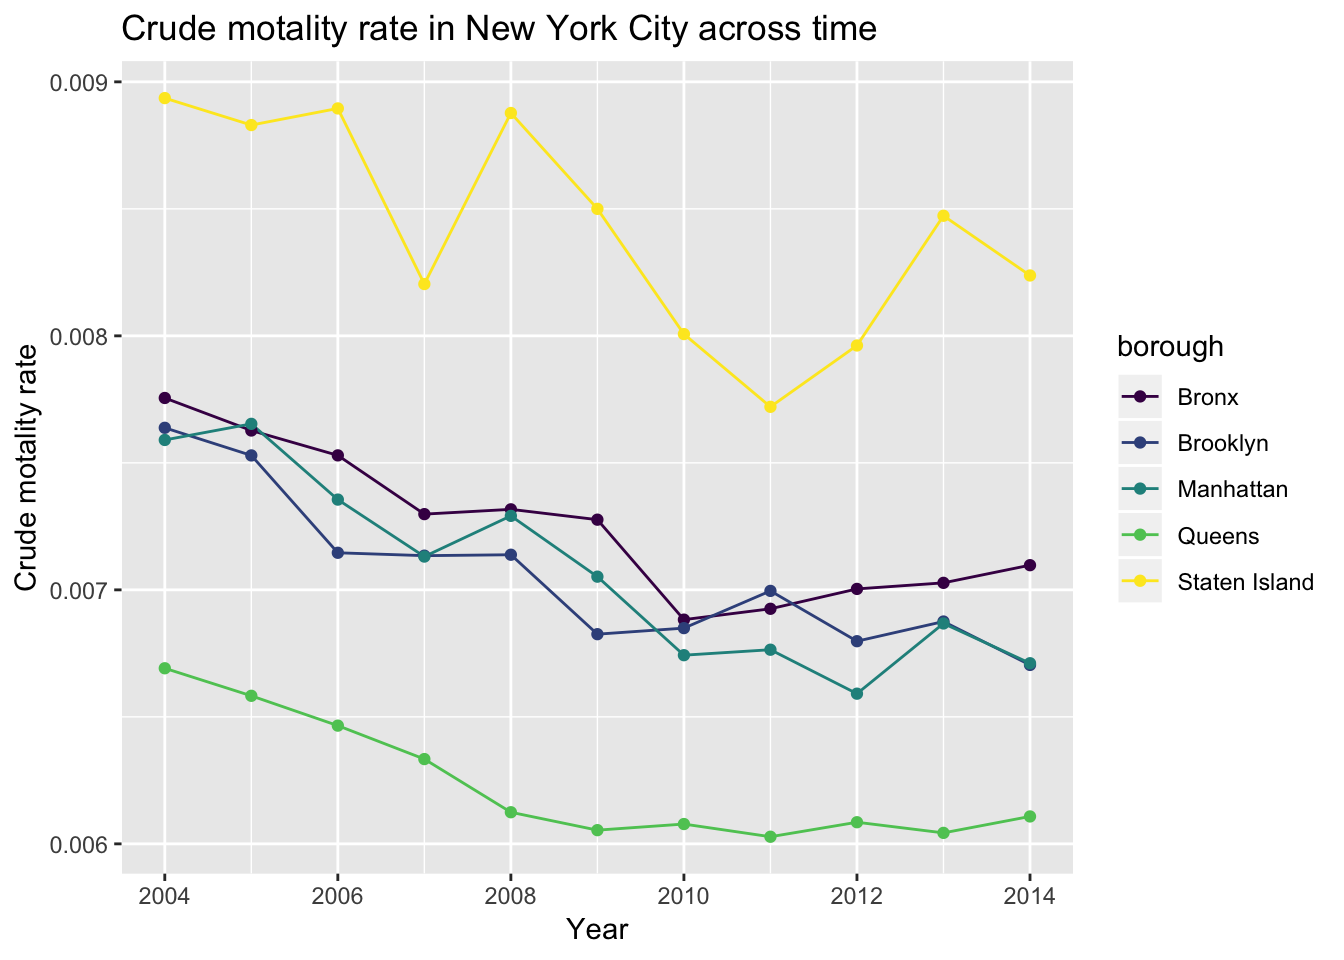 Crude motality rate in New York City across time
0.009
0.008
0.007
0.006
Crude motality rate
2004 2006 2008 2010 2012 2014
Year
borough
Bronx
Brooklyn
Manhattan
Queens
Staten Island